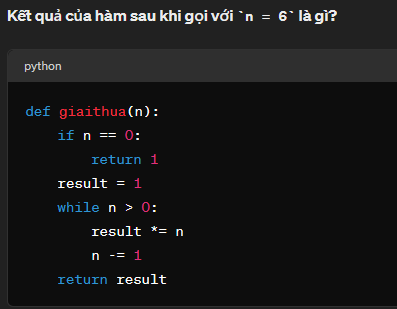 Kết quả của hàm sau khi gọi với `n = 6` là gì?
python
def giaithua(n):
    if n == 0:
        return 1
    result = 1
    while n > 0:
        result *= n
        n -= 1
    return result